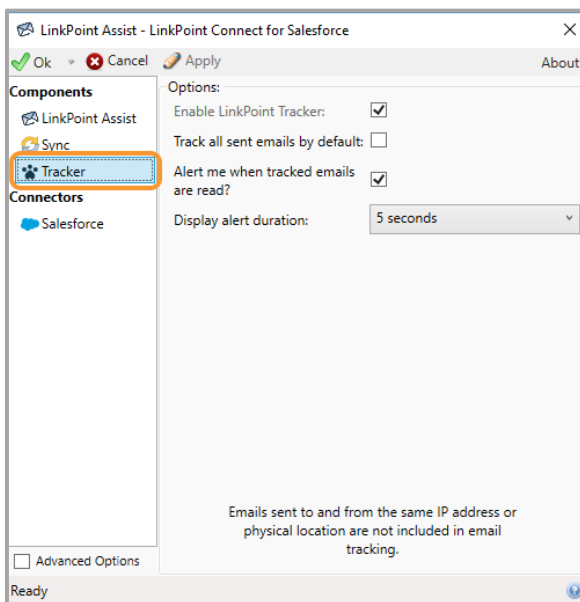 LinkPoint Assist - LinkPoint Connect for Salesforce
Ok Cancel Apply About
Components
LinkPoint Assist
Sync
Tracker
Connectors
Salesforce
Options:
Enable LinkPoint Tracker:
Track all sent emails by default:
Alert me when tracked emails
are read?
Display alert duration: 5 seconds
Emails sent to and from the same IP address or
physical location are not included in email
tracking.
Advanced Options
Ready